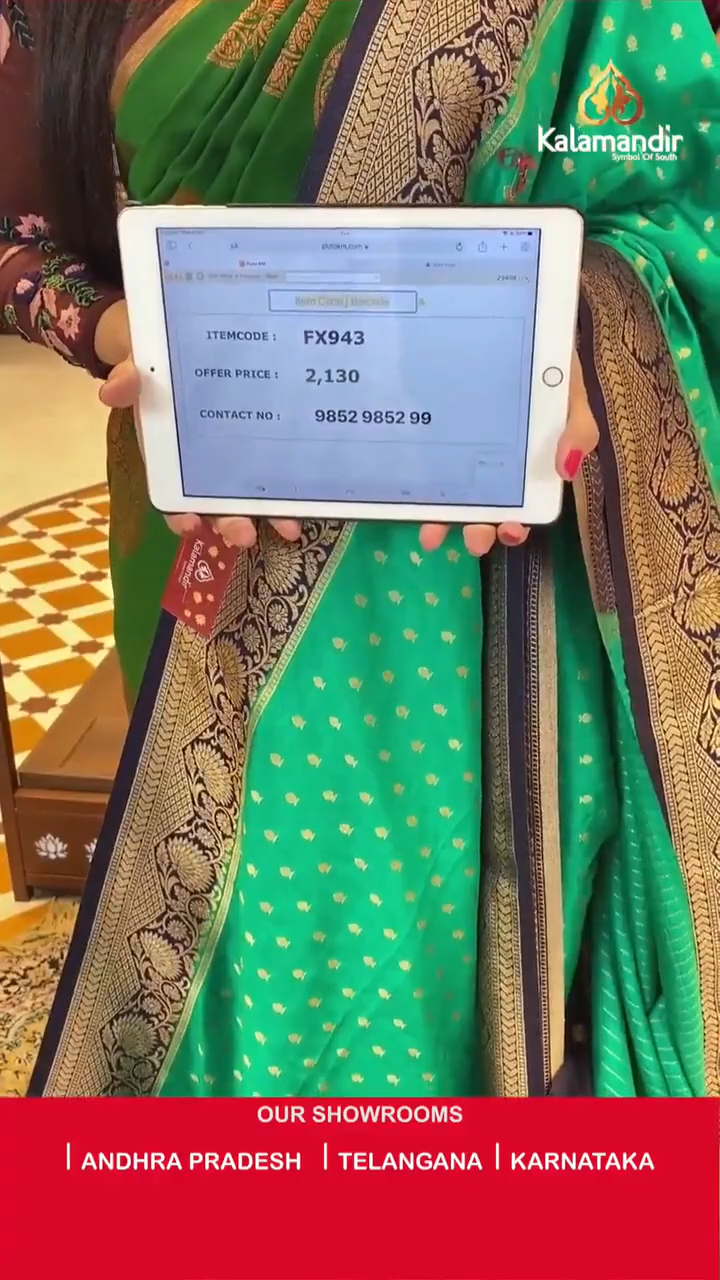 Kalamandir
Symbol Of South
ITEMCODE : FX943
OFFER PRICE : 2,130
CONTACT NO : 9852 9852 99
Kalamandir
OUR SHOWROOMS
| ANDHRA PRADESH | TELANGANA | KARNATAKA